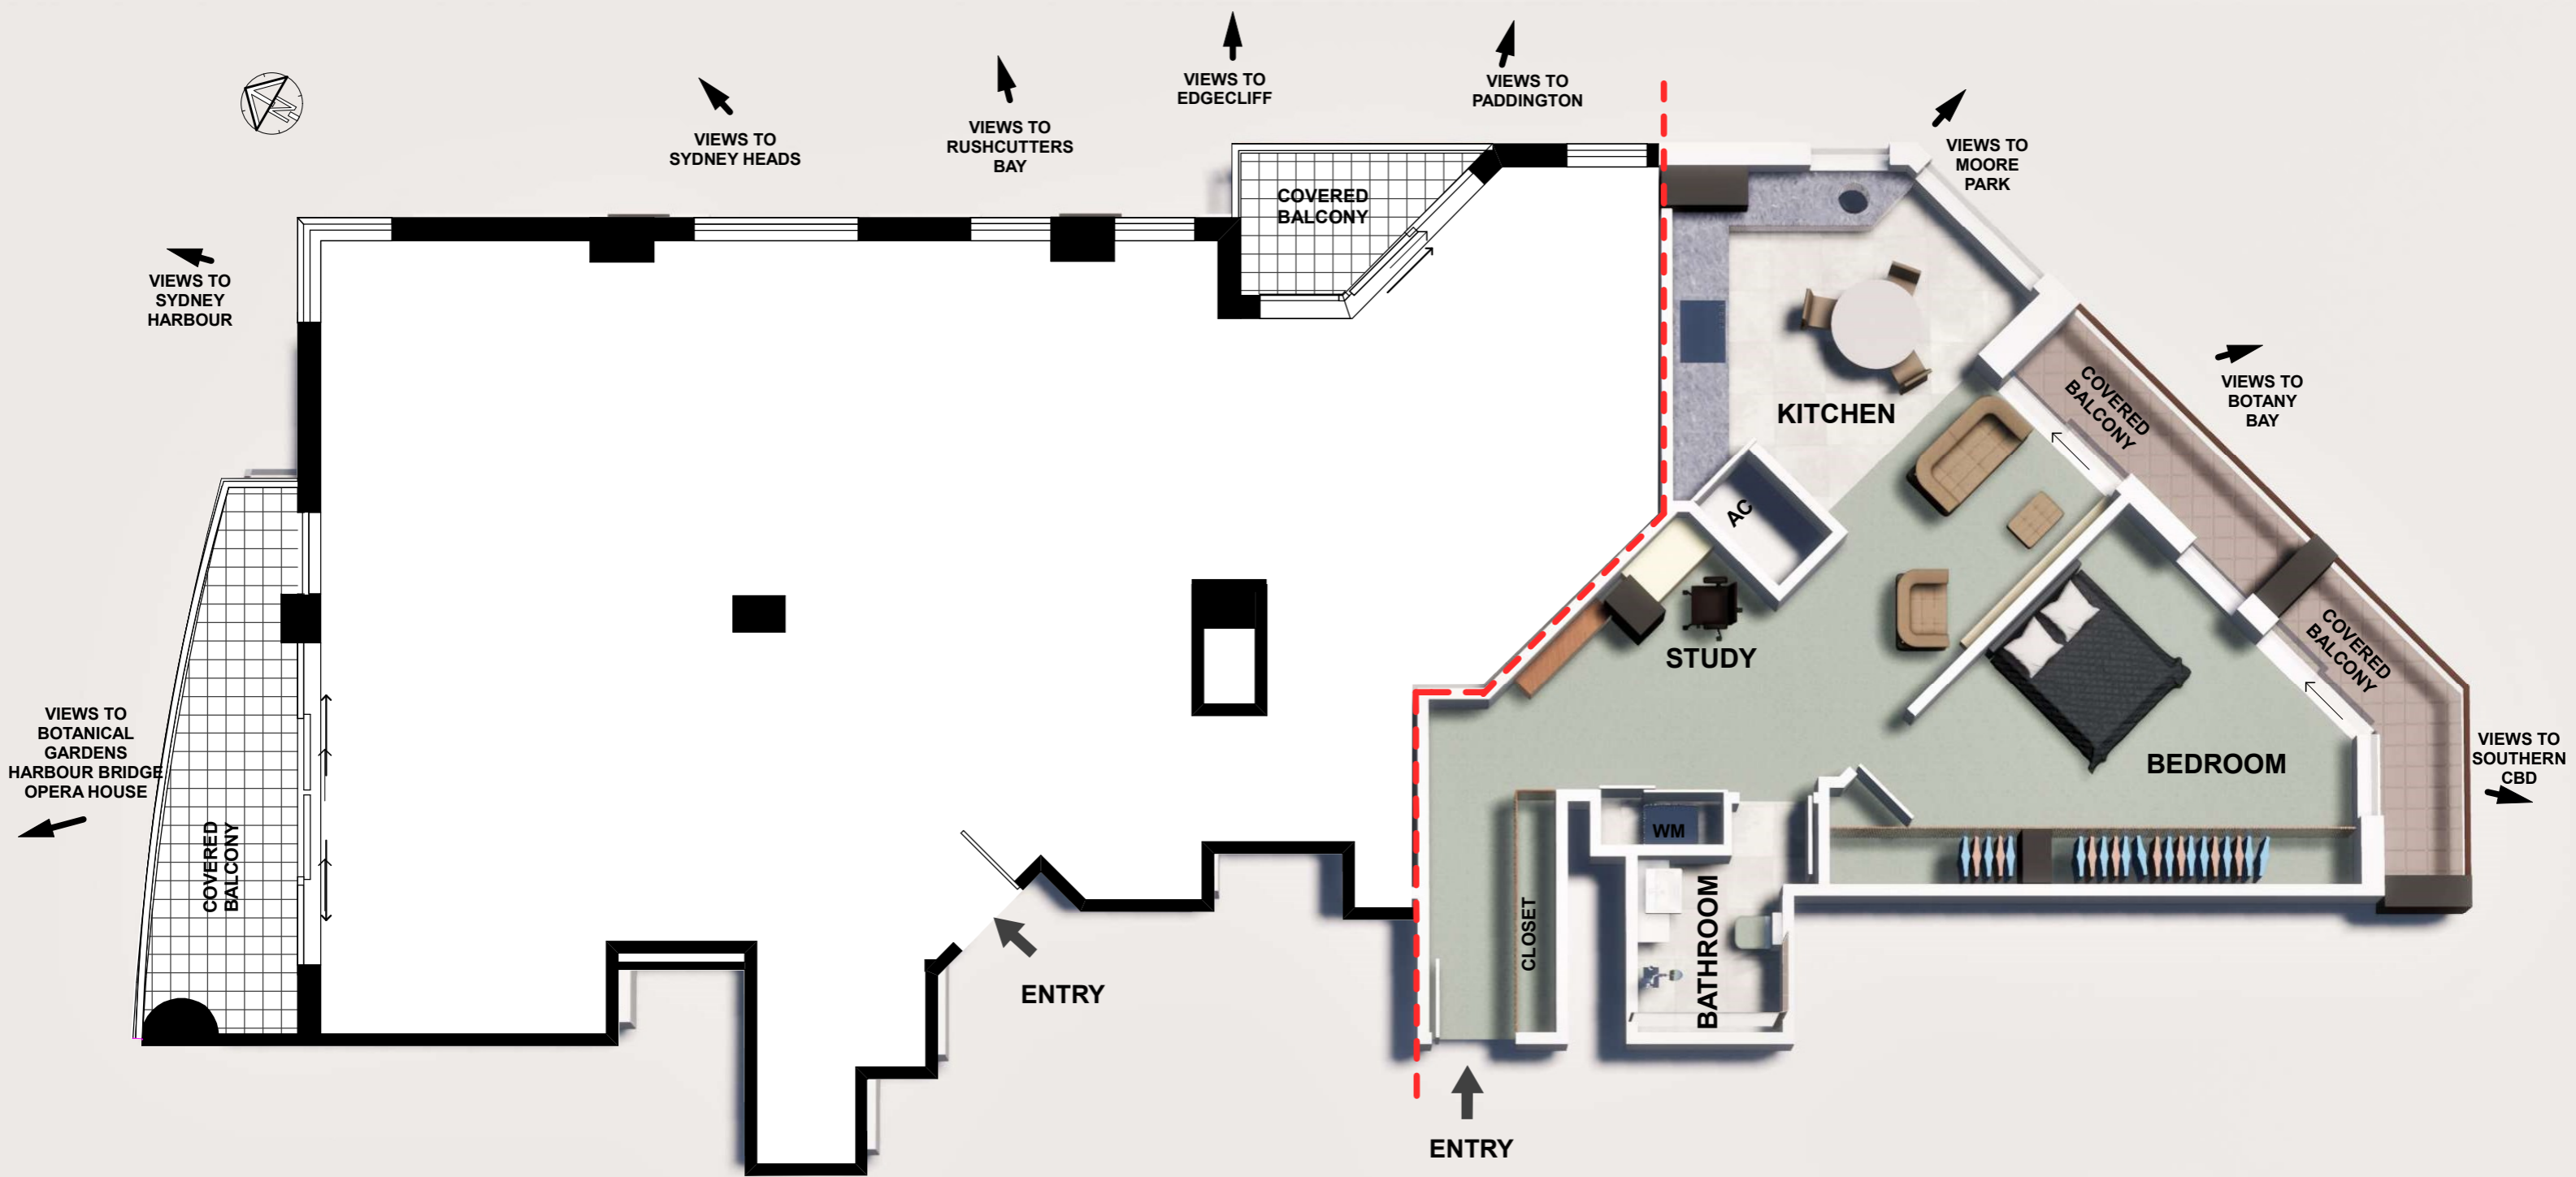 VIEWS TO
EDGECLIFF
VIEWS TO
PADDINGTON
VIEWS TO
SYDNEY HEADS
VIEWS TO
RUSHCUTTERS
BAY
VIEWS TO
MOORE
PARK
COVERED
BALCONY
VIEWS TO
SYDNEY
HARBOUR
VIEWS TO
BOTANY
BAY
COVERED
BALCONY
KITCHEN
AC
STUDY
COVERED
BALCONY
BEDROOM
VIEWS TO
BOTANICAL
GARDENS
HARBOUR BRIDGE
OPERA HOUSE
VIEWS TO
SOUTHERN
CBD
COVERED
BALCONY
WM
CLOSET
BATHROOM
ENTRY
ENTRY